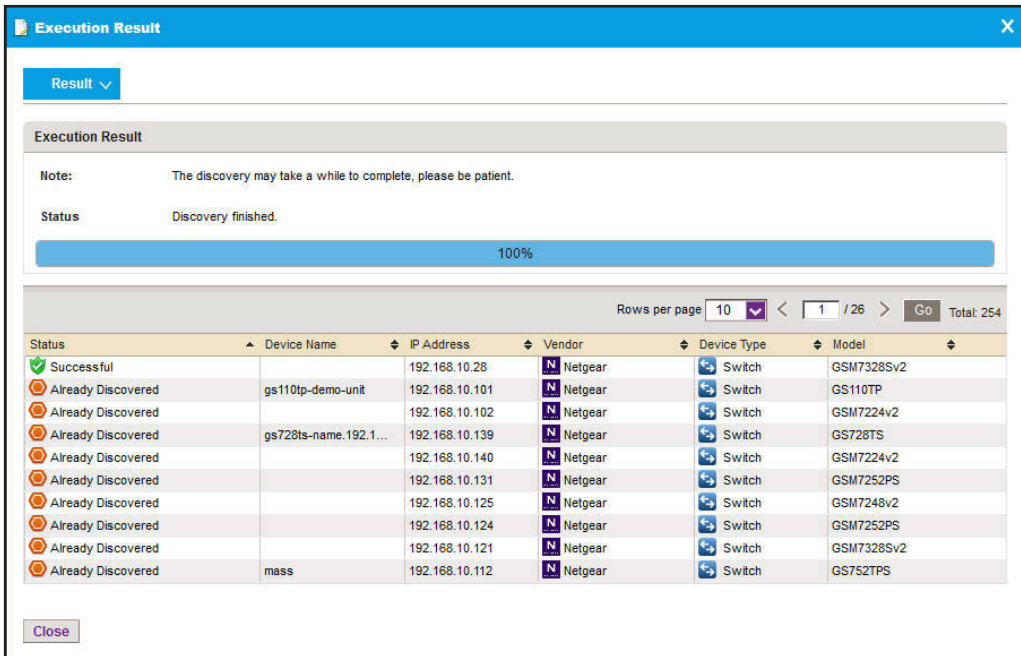 Execution Result X
Result
Execution Result
Note: The discovery may take a while to complete, please be patient.
Status Discovery finished.
100%
Rows per page 10 < 1 / 26 > Go Total: 254
Status Device Name IP Address Vendor Device Type Model
Successful 192.168.10.28 N Netgear Switch GSM7328Sv2
Already Discovered gs110tp-demo-unit 192.168.10.101 N Netgear Switch GS110TP
Already Discovered 192.168.10.102 N Netgear Switch GSM7224v2
Already Discovered gs728ts-name.192.1... 192.168.10.139 N Netgear Switch GS728TS
Already Discovered 192.168.10.140 N Netgear Switch GSM7224v2
Already Discovered 192.168.10.131 N Netgear Switch GSM7252PS
Already Discovered 192.168.10.125 N Netgear Switch GSM7248v2
Already Discovered 192.168.10.124 N Netgear Switch GSM7252PS
Already Discovered 192.168.10.121 N Netgear Switch GSM7328Sv2
Already Discovered mass 192.168.10.112 N Netgear Switch GS752TPS
Close